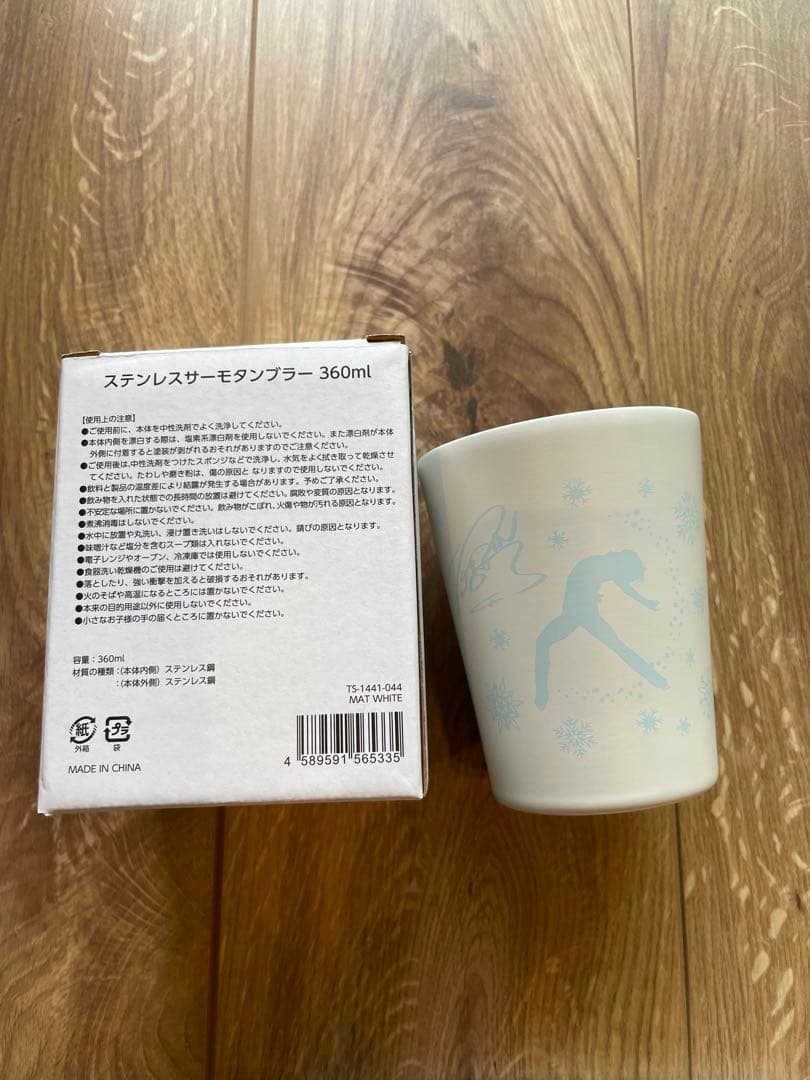 ステンレスサーモタンブラー 360ml
【使用上の注意】
●ご使用前に、本体を中性洗剤でよく洗浄してください。
●本体内側を漂白する際は、塩素系漂白剤を使用しないでください。また漂白剤が本体
外側に付着すると塗装が剥がれるおそれがありますのでご注意ください。
●ご使用後は、中性洗剤をつけたスポンジなどで洗浄し、水気をよく拭き取って乾燥させ
てください。たわしや磨き粉は、傷の原因と なりますので使用しないでください。
●飲料と製品の温度差により結露が発生する場合があります。予めご了承ください。
●飲み物を入れた状態での長時間の放置は避けてください。腐敗や変質の原因となります。
●不安定な場所に置かないでください。飲み物がこぼれ、火傷や物が汚れる原因となります。
●煮沸消毒はしないでください。
●水中に放置や丸洗い、浸け置き洗いはしないでください。錆びの原因となります。
●味噌汁など塩分を含むスープ類は入れないでください。
●電子レンジやオーブン、冷凍庫では使用しないでください。
●食器洗い乾燥機のご使用は避けてください。
●落としたり、強い衝撃を加えると破損するおそれがあります。
●火のそばや高温になるところには置かないでください。
●本来の目的用途以外に使用しないでください。
●小さなお子様の手の届くところに置かないでください。
容量：360ml
材質の種類：（本体内側）ステンレス鋼
：（本体外側）ステンレス鋼
TS-1441-044
MAT WHITE
紙
外箱
プラ
袋
MADE IN CHINA
4 589591 565335